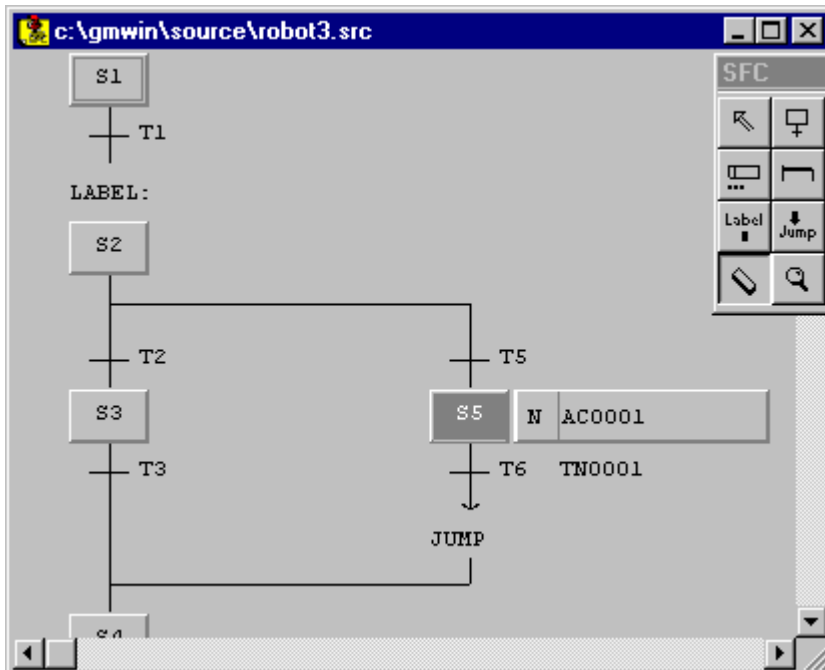 c:\gmwin\source\robot3.src
SFC
S1
T1
LABEL:
Label
Jump
S2
T2
T5
S3
S5 N AC0001
T3
T6 TN0001
JUMP
S4